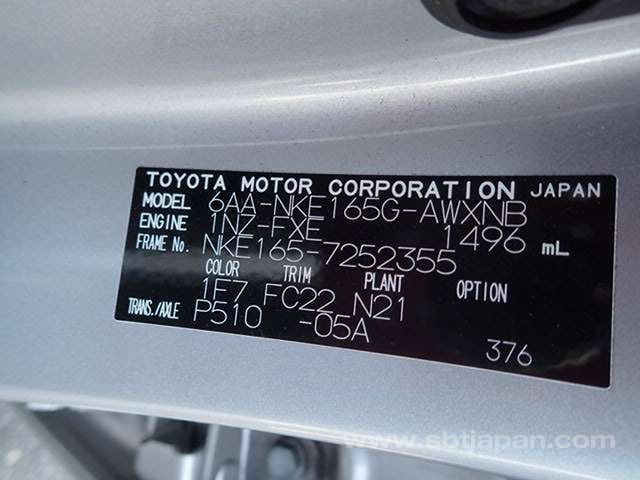 TOYOTA MOTOR CORPORATION JAPAN
MODEL 6AA-NKE165G-AWXNB
ENGINE 1NZ-FXE 1496 mL
FRAME No. NKE165-7252355
COLOR TRIM PLANT OPTION
1F7 FC22 N21
TRANS./AXLE P510 -05A
376
www.sbtjapan.com